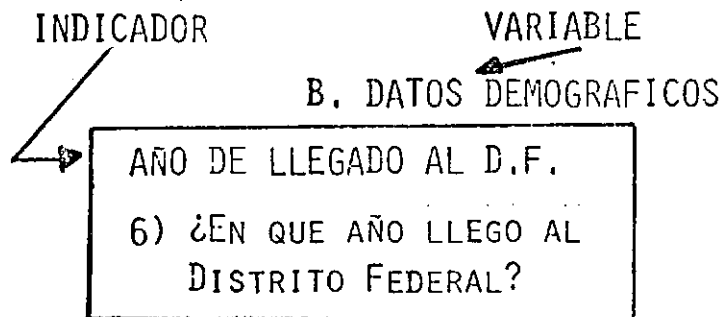 INDICADOR VARIABLE
B. DATOS DEMOGRAFICOS
AÑO DE LLEGADO AL D.F.
6) ¿EN QUE AÑO LLEGO AL
DISTRITO FEDERAL?